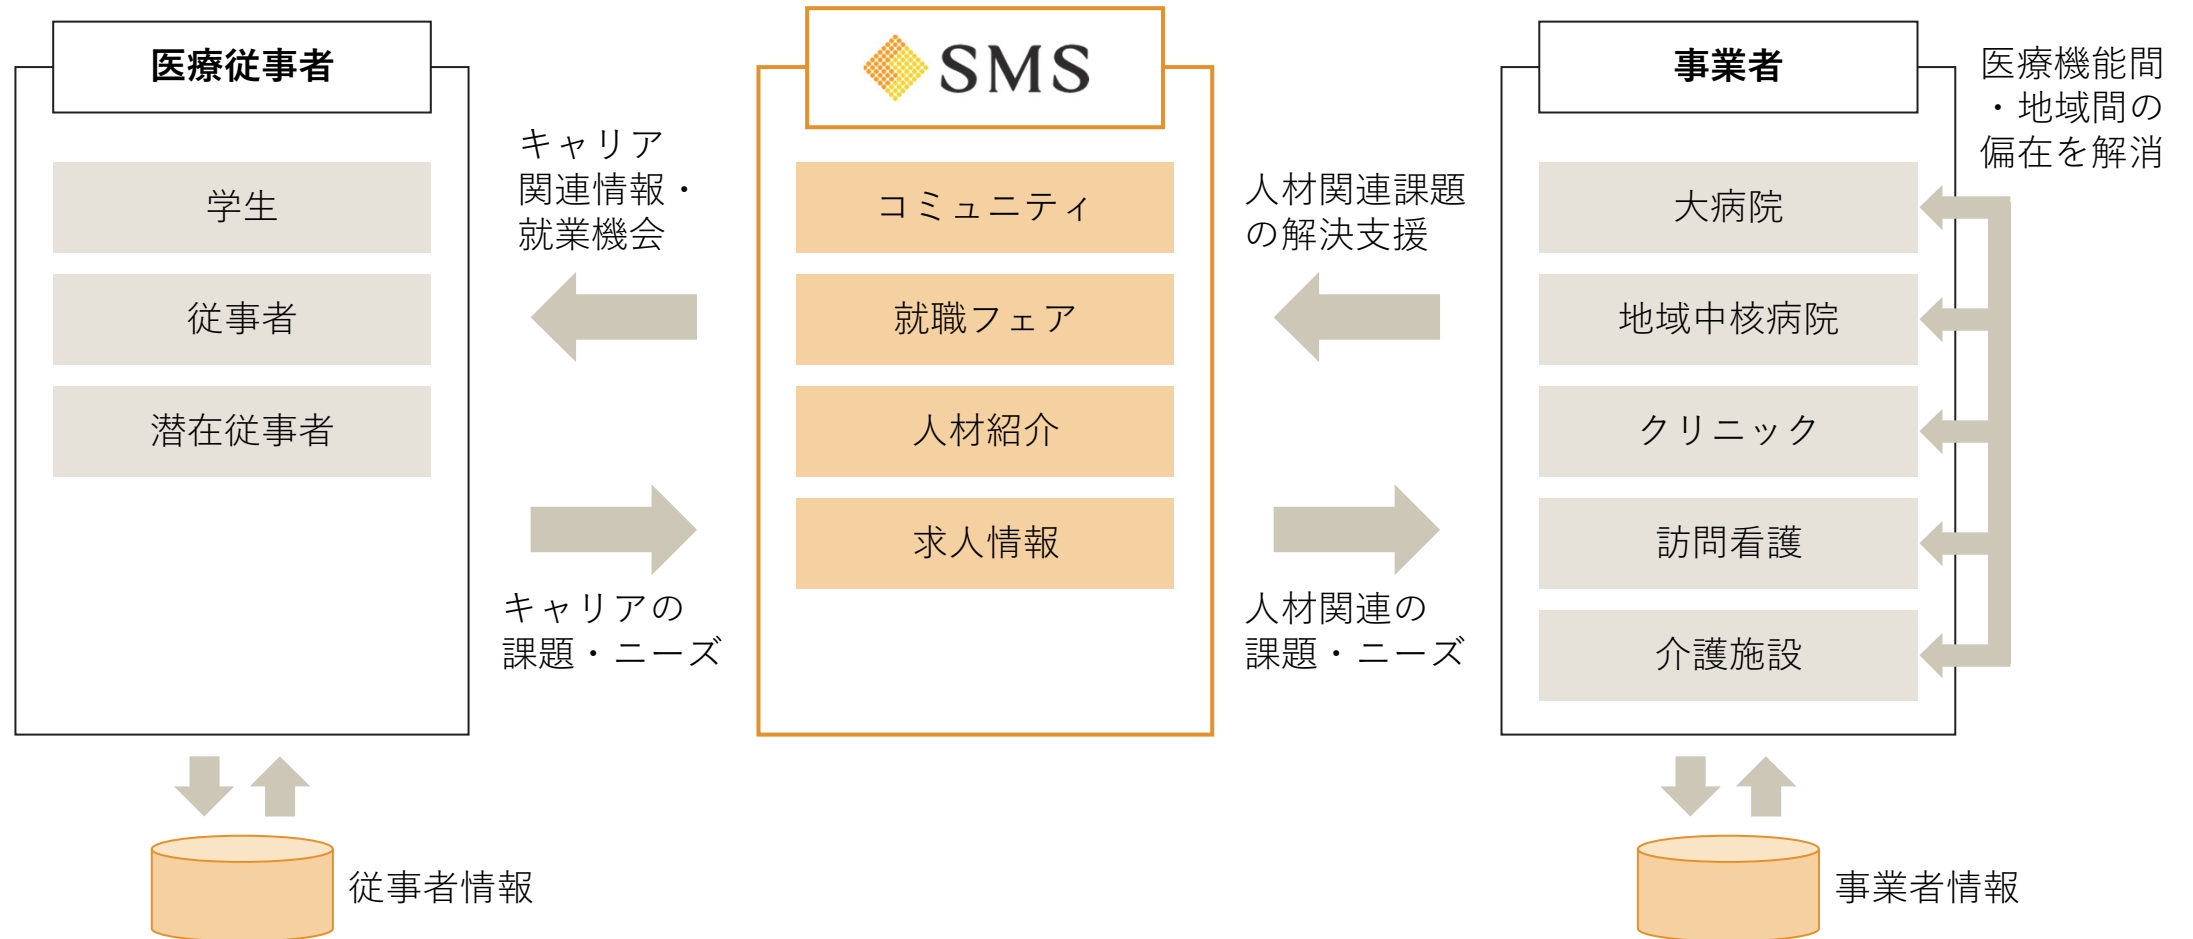 医療従事者
学生
従事者
潜在従事者
キャリア
関連情報・
就業機会
キャリアの
課題・ニーズ
SMS
コミュニティ
就職フェア
人材紹介
求人情報
人材関連課題
の解決支援
人材関連の
課題・ニーズ
事業者
大病院
地域中核病院
クリニック
訪問看護
介護施設
医療機能間
・地域間の
偏在を解消
従事者情報
事業者情報